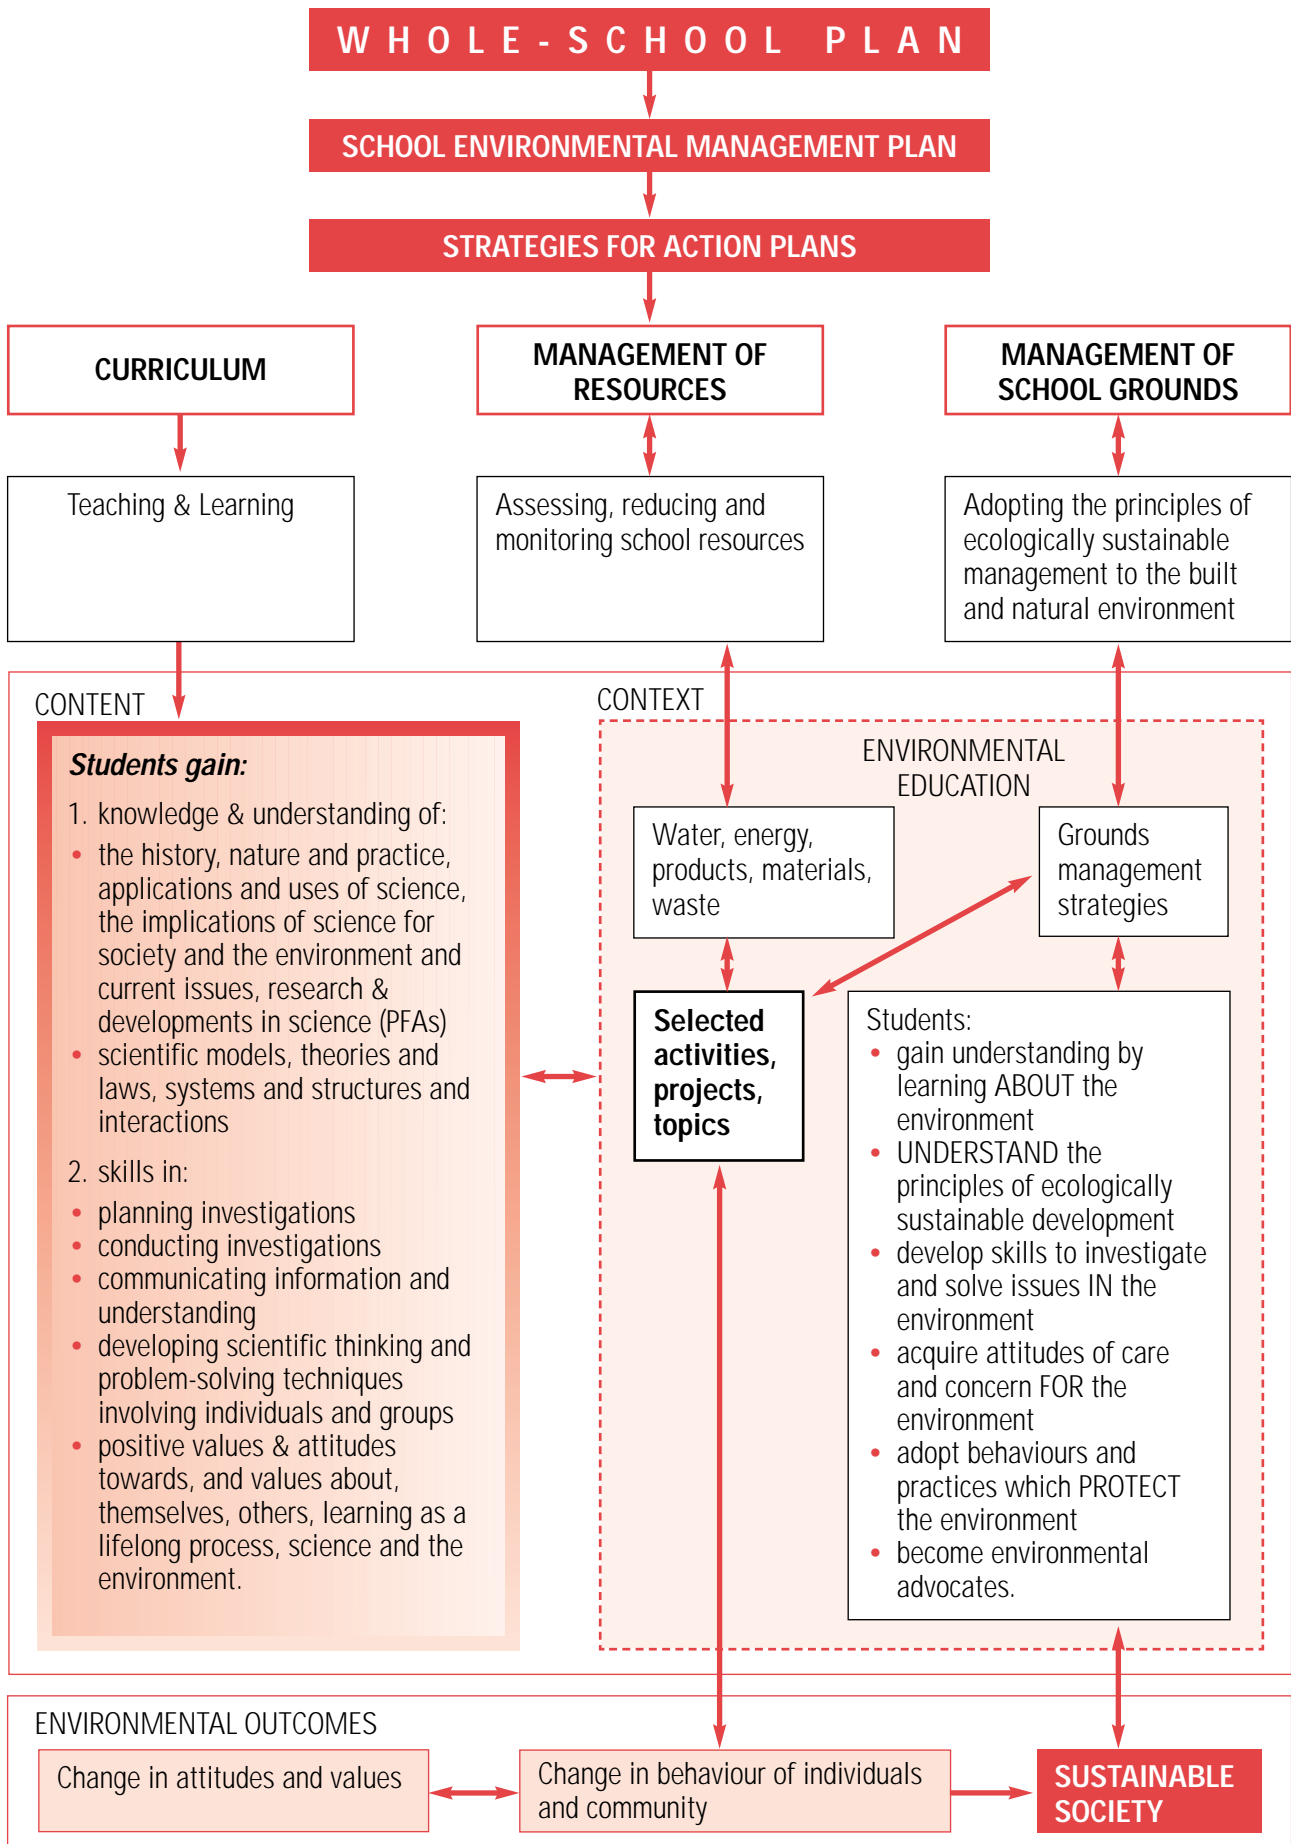 WHOLE-SCHOOL PLAN
SCHOOL ENVIRONMENTAL MANAGEMENT PLAN
STRATEGIES FOR ACTION PLANS
CURRICULUM
MANAGEMENT OF
RESOURCES
MANAGEMENT OF
SCHOOL GROUNDS
Teaching & Learning
Assessing, reducing and
monitoring school resources
Adopting the principles of
ecologically sustainable
management to the built
and natural environment
CONTENT
Students gain:
1. knowledge & understanding of:
• the history, nature and practice,
applications and uses of science,
the implications of science for
society and the environment and
current issues, research &
developments in science (PFAs)
• scientific models, theories and
laws, systems and structures and
interactions
2. skills in:
• planning investigations
• conducting investigations
• communicating information and
understanding
• developing scientific thinking and
problem-solving techniques
involving individuals and groups
• positive values & attitudes
towards, and values about,
themselves, others, learning as a
lifelong process, science and the
environment.
CONTEXT
ENVIRONMENTAL
EDUCATION
Water, energy,
products, materials,
waste
Grounds
management
strategies
Selected
activities,
projects,
topics
Students:
• gain understanding by
learning ABOUT the
environment
• UNDERSTAND the
principles of ecologically
sustainable development
• develop skills to investigate
and solve issues IN the
environment
• acquire attitudes of care
and concern FOR the
environment
• adopt behaviours and
practices which PROTECT
the environment
• become environmental
advocates.
ENVIRONMENTAL OUTCOMES
Change in attitudes and values
Change in behaviour of individuals
and community
SUSTAINABLE
SOCIETY